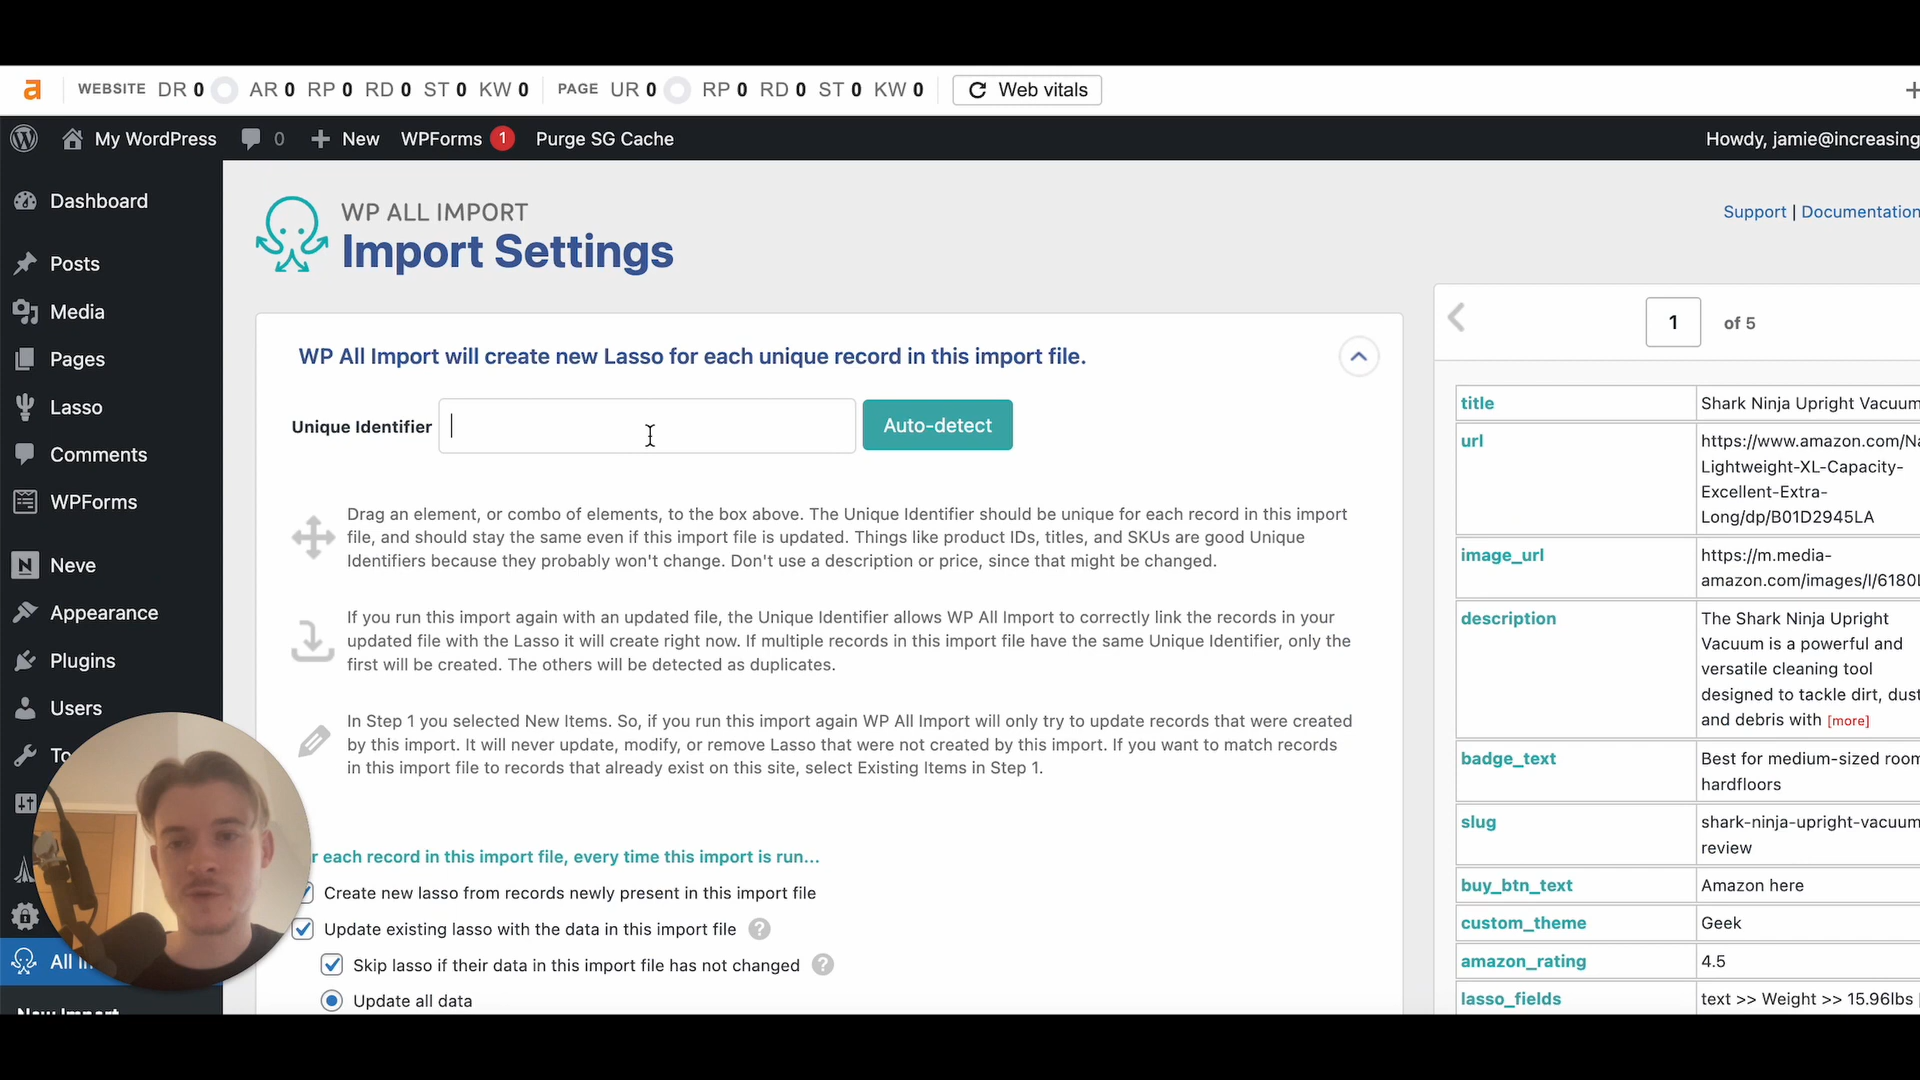 a WEBSITE DR 0 AR 0 RP 0 RD 0 ST 0 KW 0 PAGE UR 0 RP 0 RD 0 ST 0 KW 0 Web vitals
My WordPress 0 New WPForms 1 Purge SG Cache Howdy, jamie@increasing
Dashboard
Posts
Media
Pages
Lasso
Comments
WPForms
Neve
Appearance
Plugins
Users
WP ALL IMPORT
Import Settings
Support | Documentation
WP All Import will create new Lasso for each unique record in this import file.
Unique Identifier Auto-detect
Drag an element, or combo of elements, to the box above. The Unique Identifier should be unique for each record in this import
file, and should stay the same even if this import file is updated. Things like product IDs, titles, and SKUs are good Unique
Identifiers because they probably won't change. Don't use a description or price, since that might be changed.
If you run this import again with an updated file, the Unique Identifier allows WP All Import to correctly link the records in your
updated file with the Lasso it will create right now. If multiple records in this import file have the same Unique Identifier, only the
first will be created. The others will be detected as duplicates.
In Step 1 you selected New Items. So, if you run this import again WP All Import will only try to update records that were created
by this import. It will never update, modify, or remove Lasso that were not created by this import. If you want to match records
in this import file to records that already exist on this site, select Existing Items in Step 1.
r each record in this import file, every time this import is run...
Create new lasso from records newly present in this import file
Update existing lasso with the data in this import file ?
Skip lasso if their data in this import file has not changed ?
Update all data
1 of 5
title Shark Ninja Upright Vacuum
url https://www.amazon.com/Na
Lightweight-XL-Capacity-
Excellent-Extra-
Long/dp/B01D2945LA
image_url https://m.media-
amazon.com/images/I/6180L
description The Shark Ninja Upright
Vacuum is a powerful and
versatile cleaning tool
designed to tackle dirt, dust
and debris with [more]
badge_text Best for medium-sized room
hardfloors
slug shark-ninja-upright-vacuum
review
buy_btn_text Amazon here
custom_theme Geek
amazon_rating 4.5
lasso_fields text >> Weight >> 15.96lbs